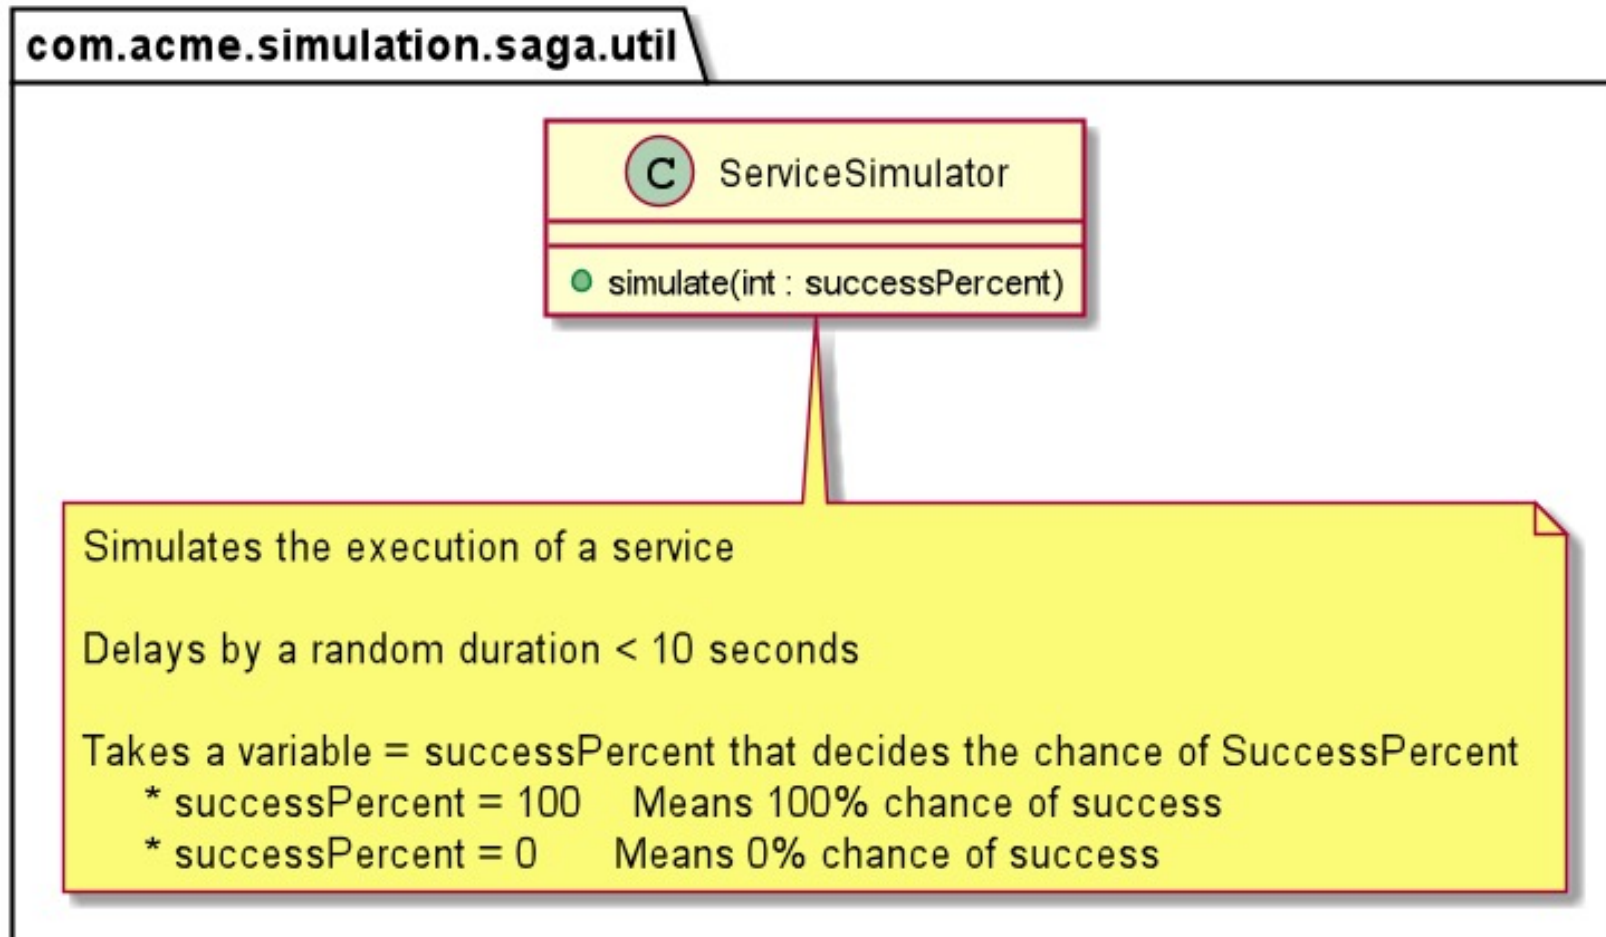 com.acme.simulation.saga.util
C ServiceSimulator
simulate(int : successPercent)
Simulates the execution of a service
Delays by a random duration < 10 seconds
Takes a variable = successPercent that decides the chance of SuccessPercent
* successPercent = 100 Means 100% chance of success
* successPercent = 0 Means 0% chance of success